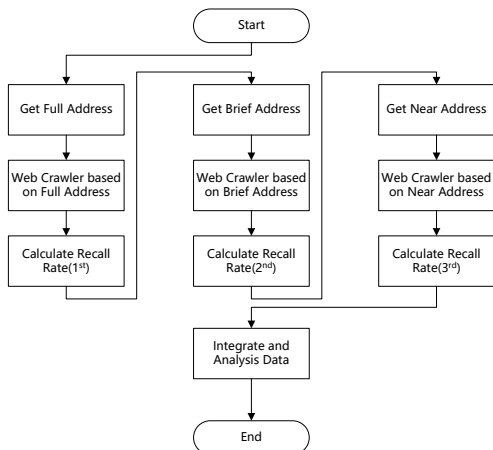 Start
Get Full Address
Web Crawler based
on Full Address
Calculate Recall
Rate(1st)
Get Brief Address
Web Crawler based
on Brief Address
Calculate Recall
Rate(2nd)
Get Near Address
Web Crawler based
on Near Address
Calculate Recall
Rate(3rd)
Integrate and
Analysis Data
End